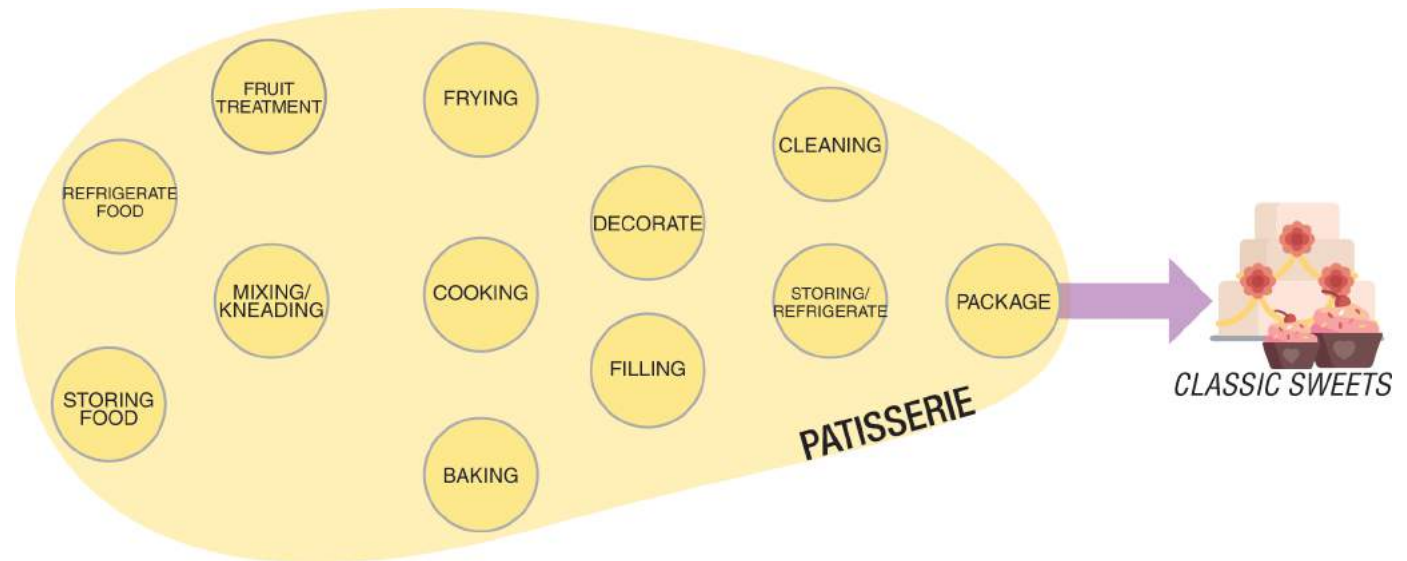 FRUIT
TREATMENT
FRYING
CLEANING
REFRIGERATE
FOOD
DECORATE
MIXING/
KNEADING
COOKING
STORING/
REFRIGERATE
PACKAGE
FILLING
CLASSIC SWEETS
STORING
FOOD
PATISSERIE
BAKING